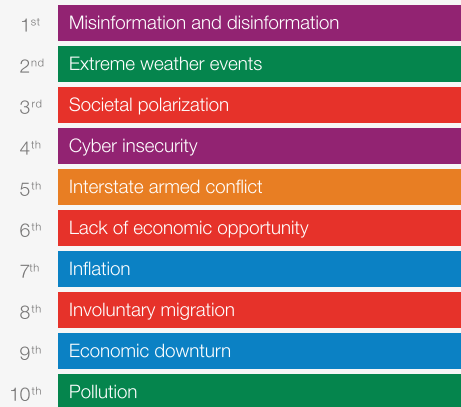 1st Misinformation and disinformation
2nd Extreme weather events
3rd Societal polarization
4th Cyber insecurity
5th Interstate armed conflict
6th Lack of economic opportunity
7th Inflation
8th Involuntary migration
9th Economic downturn
10th Pollution